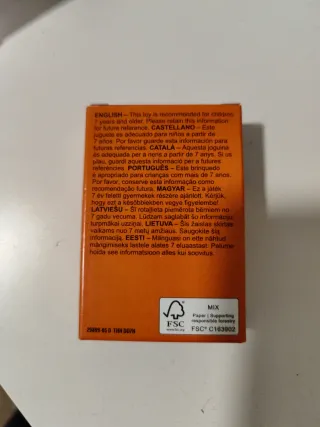 ENGLISH – This toy is recommended for children
7 years and older. Please retain this information
for future reference. CASTELLANO – Este
juguete es adecuado para niños a partir de
7 años. Por favor guarde esta información para
futuras referencias. CATALÀ – Aquesta joguina
és adequada per a nens a partir de 7 anys. Si us
plau, guardi aquesta informació per a futures
referències. PORTUGUÊS – Este brinquedo
é apropriado para crianças com mais de 7 anos.
Por favor, conserve esta informação como
recomendação futura. MAGYAR – Ez a játék
7 év feletti gyermekek részére ajánlott. Kérjük,
hogy ezt a későbbiekben vegye figyelembe!
LATVIEŠU – Šī rotaļlieta piemērota bērniem no
7 gadu vecuma. Lūdzam saglabāt šo informāciju
turpmākai uzziņai. LIETUVA – Šis žaislas skirtas
vaikams nuo 7 metų amžiaus. Saugokite šią
informaciją. EESTI – Mänguasi on ette nähtud
mängimiseks lastele alates 7 eluaastast. Palume
hoida see informatsioon alles kui soovitus.
FSC
www.fsc.org
MIX
Paper | Supporting
responsible forestry
FSC® C163902